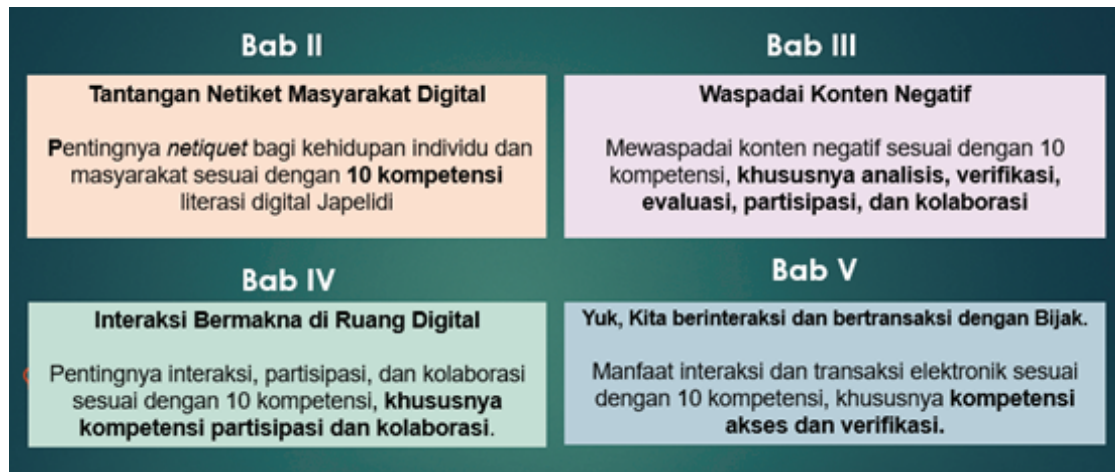 Bab II
Tantangan Netiket Masyarakat Digital
Pentingnya netiquet bagi kehidupan individu dan
masyarakat sesuai dengan 10 kompetensi
literasi digital Japelidi
Bab III
Waspadai Konten Negatif
Mewaspadai konten negatif sesuai dengan 10
kompetensi, khususnya analisis, verifikasi,
evaluasi, partisipasi, dan kolaborasi
Bab IV
Interaksi Bermakna di Ruang Digital
Pentingnya interaksi, partisipasi, dan kolaborasi
sesuai dengan 10 kompetensi, khususnya
kompetensi partisipasi dan kolaborasi.
Bab V
Yuk, Kita berinteraksi dan bertransaksi dengan Bijak.
Manfaat interaksi dan transaksi elektronik sesuai
dengan 10 kompetensi, khususnya kompetensi
akses dan verifikasi.